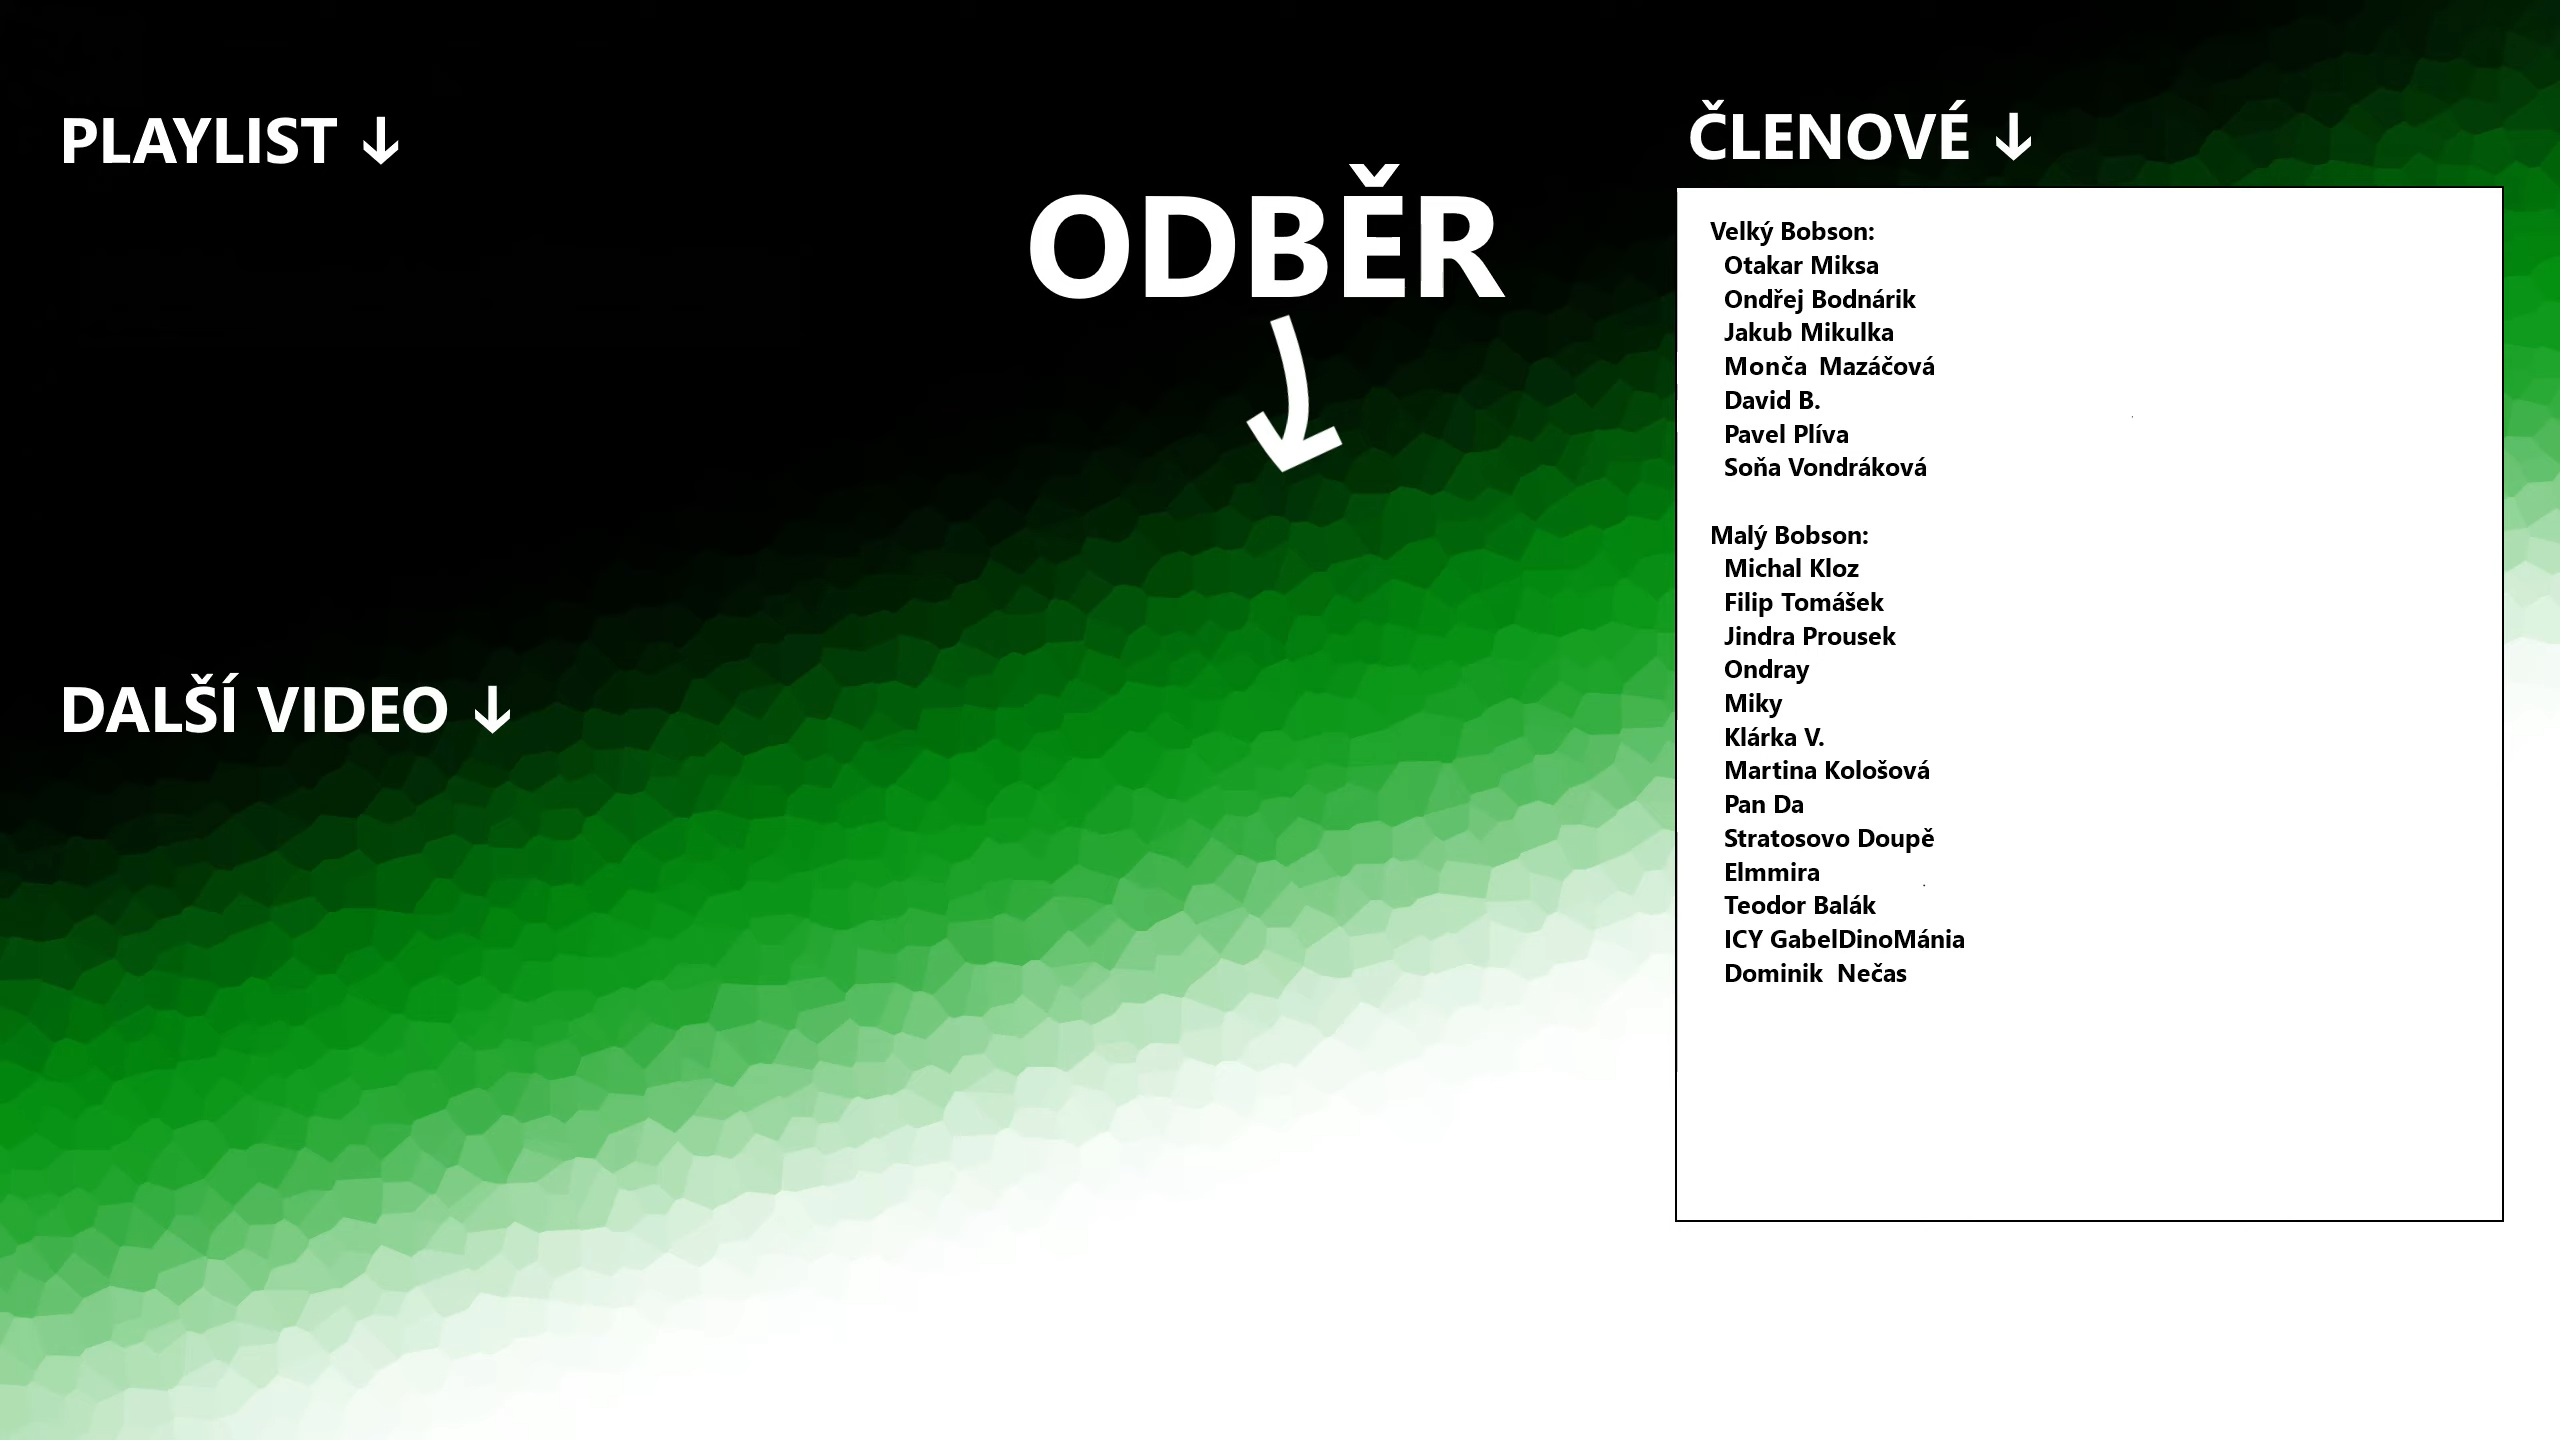 PLAYLIST ↓
ODBĚR
DALŠÍ VIDEO ↓
ČLENOVÉ ↓
Velký Bobson:
Otakar Miksa
Ondřej Bodnárik
Jakub Mikulka
Monča Mazáčová
David B.
Pavel Plíva
Soňa Vondráková
Malý Bobson:
Michal Kloz
Filip Tomášek
Jindra Prousek
Ondray
Miky
Klárka V.
Martina Kološová
Pan Da
Stratosovo Doupě
Elmmira
Teodor Balák
ICY GabelDinoMánia
Dominik Nečas